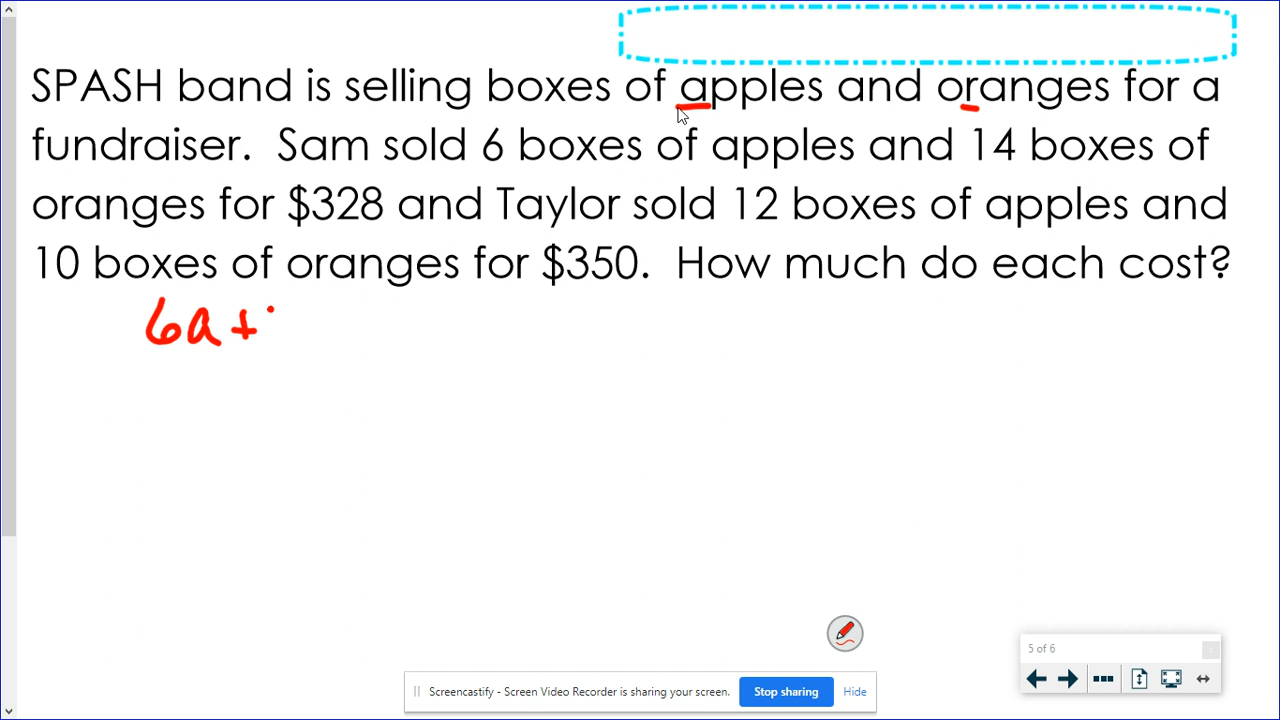 SPASH band is selling boxes of apples and oranges for a
fundraiser. Sam sold 6 boxes of apples and 14 boxes of
oranges for $328 and Taylor sold 12 boxes of apples and
10 boxes of oranges for $350. How much do each cost?
6a +
5 of 6
Screencastify - Screen Video Recorder is sharing your screen. Stop sharing Hide